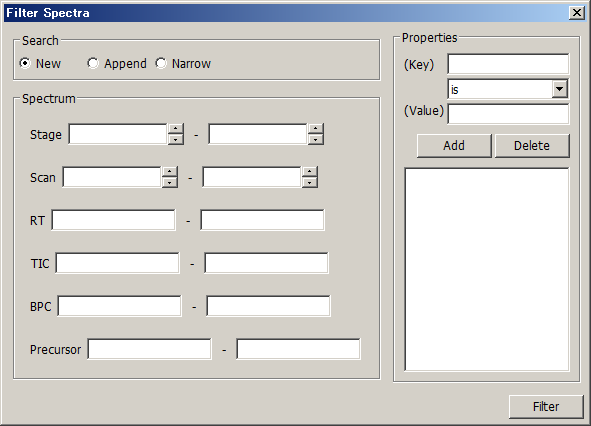 Filter Spectra
Search
New Append Narrow
Spectrum
Stage -
Scan -
RT -
TIC -
BPC -
Precursor -
Properties
(Key)
is
(Value)
Add Delete
Filter